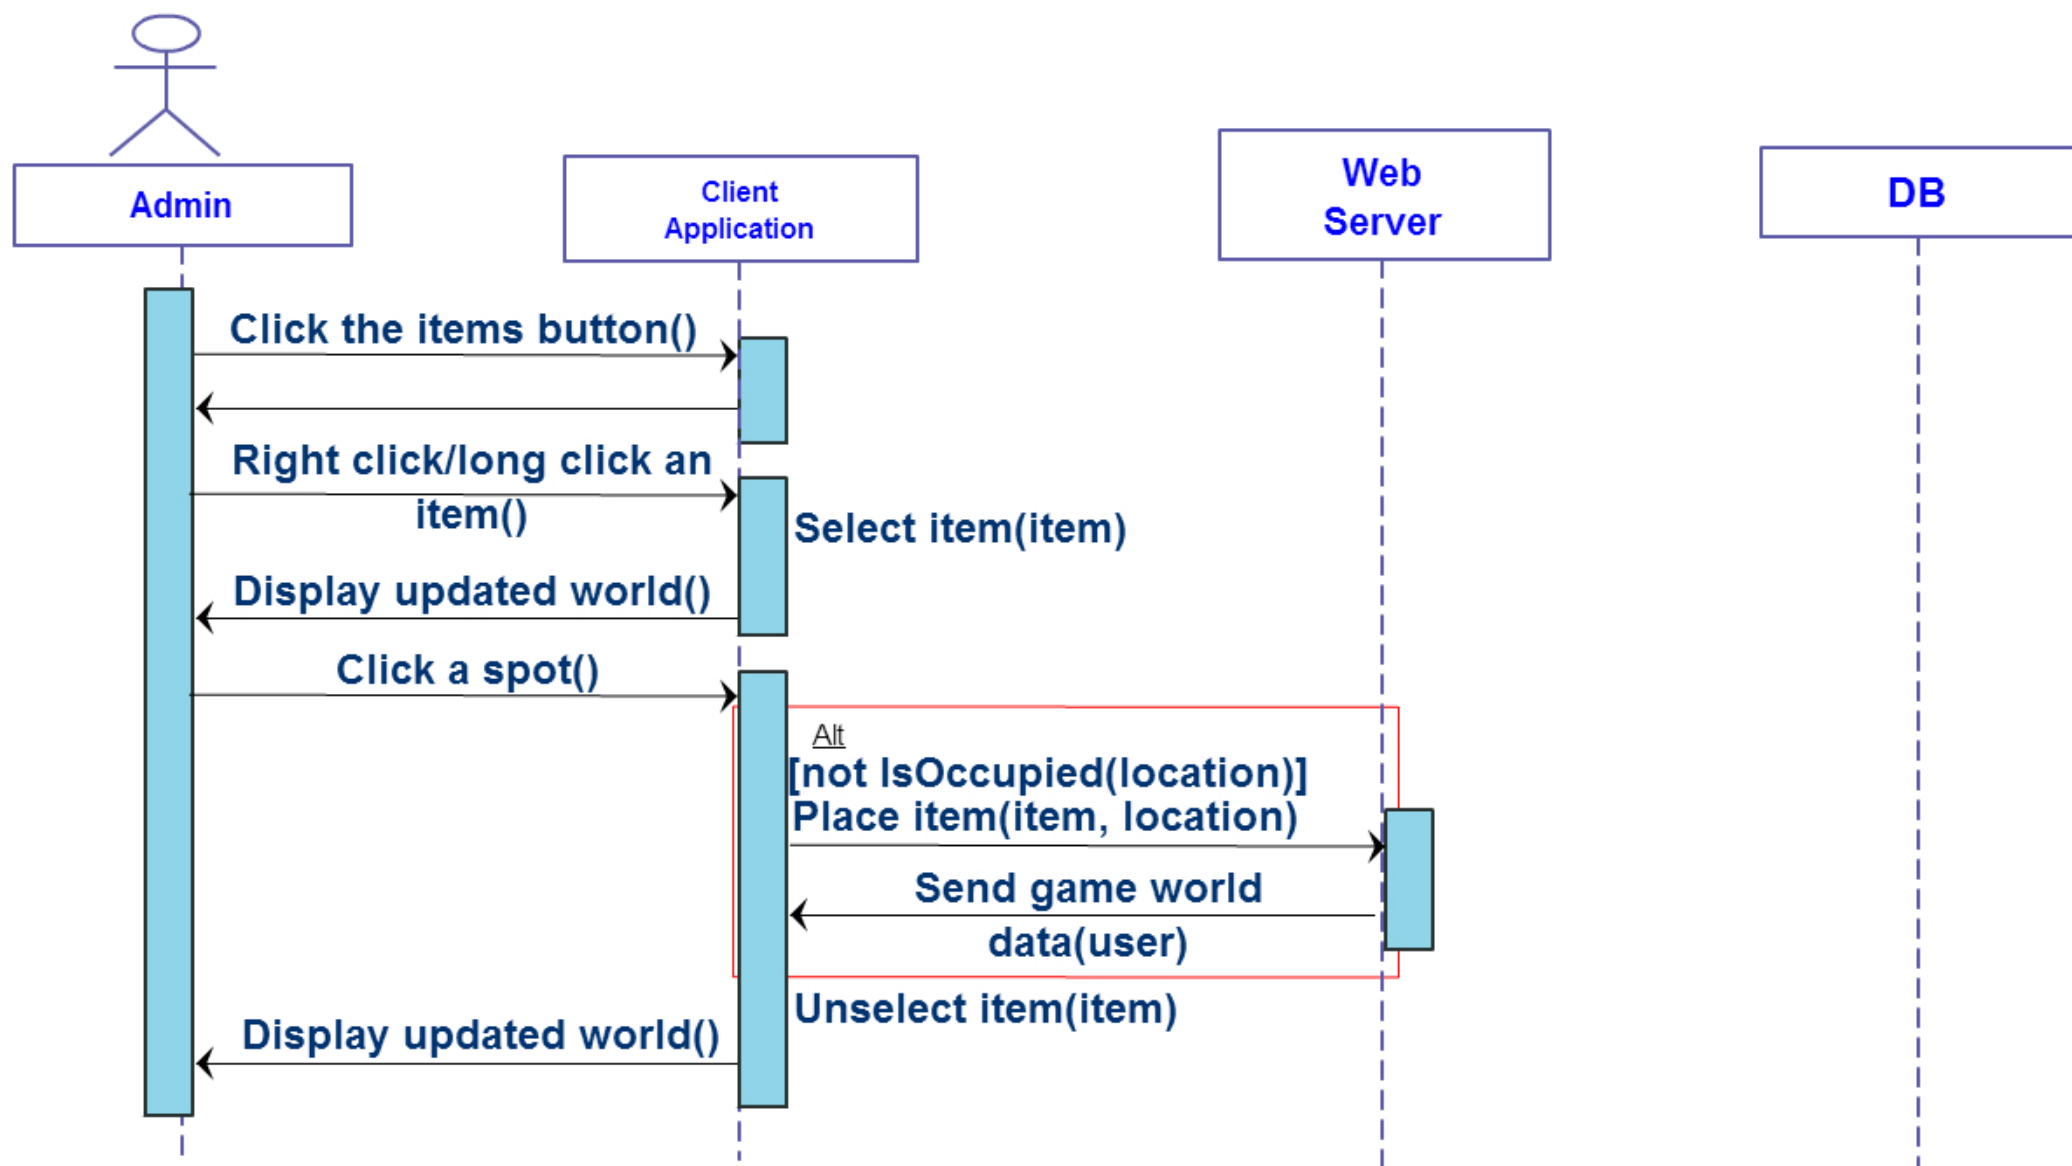 Admin
Client
Application
Web
Server
DB
Click the items button()
Right click/long click an
item()
Select item(item)
Display updated world()
Click a spot()
Alt
[not IsOccupied(location)]
Place item(item, location)
Send game world
data(user)
Unselect item(item)
Display updated world()